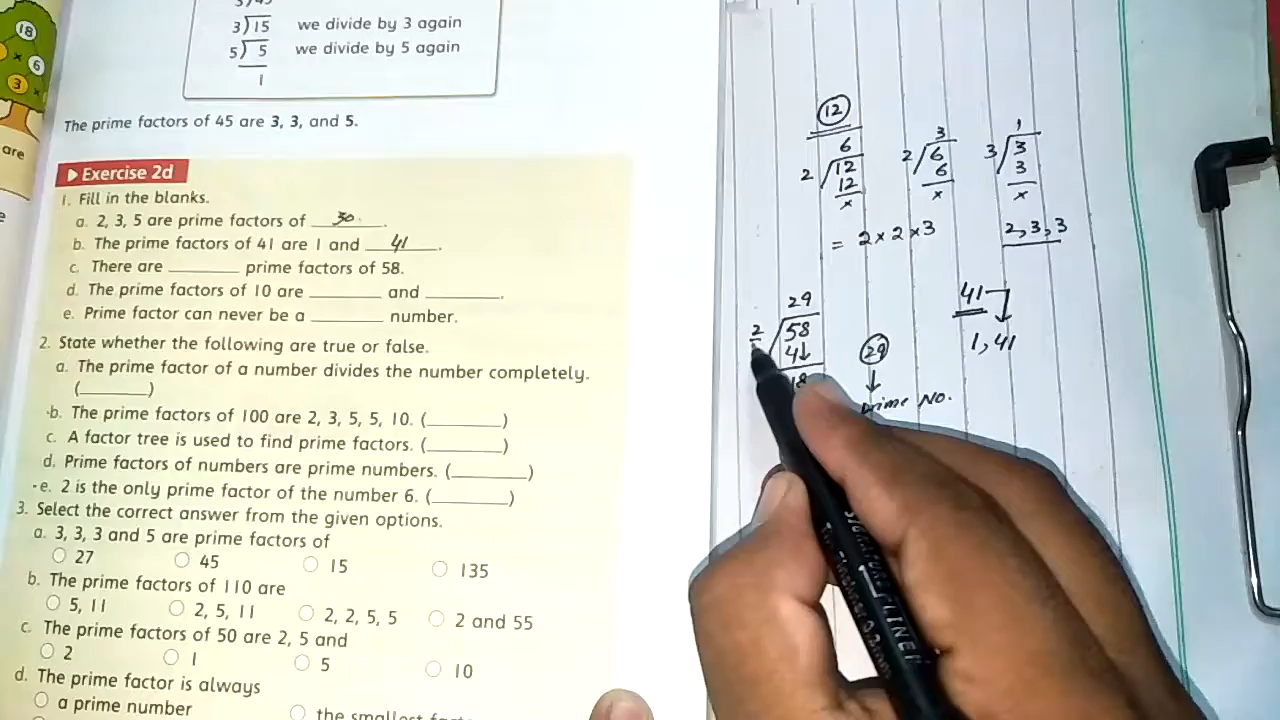 18
6
3
are
3)15 we divide by 3 again
5)5 we divide by 5 again
1
The prime factors of 45 are 3, 3, and 5.
Exercise 2d
1. Fill in the blanks.
a. 2, 3, 5 are prime factors of 30.
b. The prime factors of 41 are 1 and 41.
c. There are ________ prime factors of 58.
d. The prime factors of 10 are ________ and ________.
e. Prime factor can never be a ________ number.
2. State whether the following are true or false.
a. The prime factor of a number divides the number completely.
(________)
b. The prime factors of 100 are 2, 3, 5, 5, 10. (________)
c. A factor tree is used to find prime factors. (________)
d. Prime factors of numbers are prime numbers. (________)
e. 2 is the only prime factor of the number 6. (________)
3. Select the correct answer from the given options.
a. 3, 3, 3 and 5 are prime factors of
27 45 15 135
b. The prime factors of 110 are
5, 11 2, 5, 11 2, 2, 5, 5 2 and 55
c. The prime factors of 50 are 2, 5 and
2 1 5 10
d. The prime factor is always
a prime number the smallest
12
6
2)12
12
x
3
2)6
6
x
1
3)3
3
x
= 2×2×3
2,3,3
41
1,41
29
2)58
4↓
18
29
↓
Prime No.